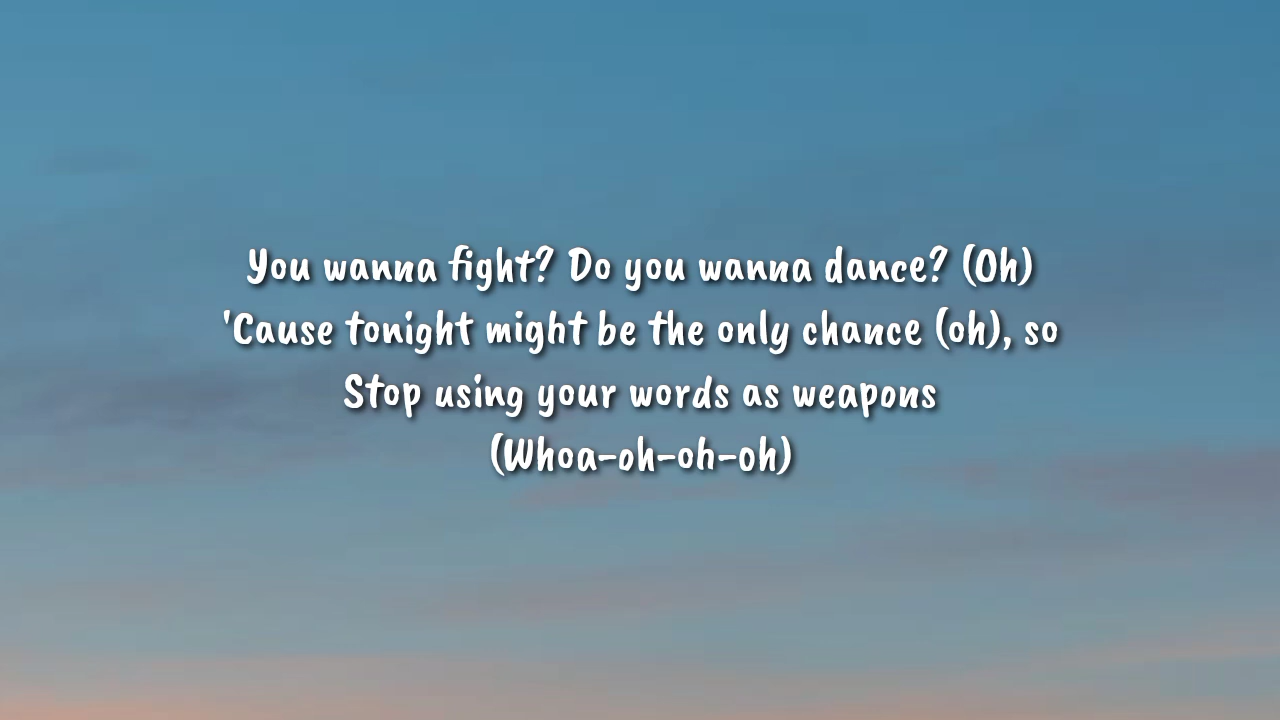 You wanna fight? Do you wanna dance? (Oh)
'Cause tonight might be the only chance (oh), so
Stop using your words as weapons
(Whoa-oh-oh-oh)